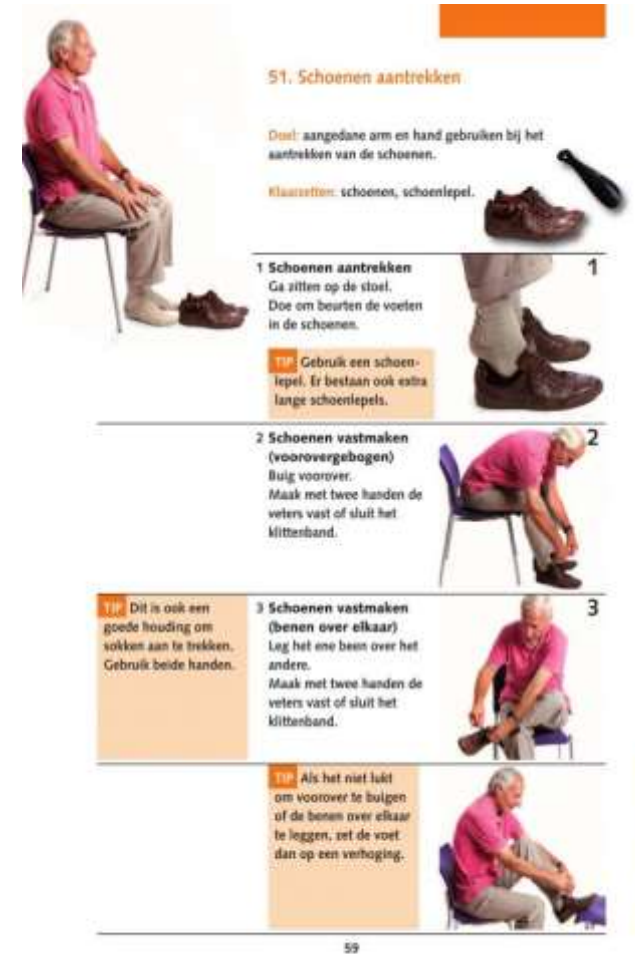 51. Schoenen aantrekken
Doel: aangedane arm en hand gebruiken bij het
aantrekken van de schoenen.
Klaarzetten: schoenen, schoenlepel.
1 Schoenen aantrekken
Ga zitten op de stoel.
Doe om beurten de voeten
in de schoenen.
1
TIP Gebruik een schoen-
lepel. Er bestaan ook extra
lange schoenlepels.
2 Schoenen vastmaken
(voorovergebogen)
Buig voorover.
Maak met twee handen de
veters vast of sluit het
klittenband.
2
TIP Dit is ook een
goede houding om
sokken aan te trekken.
Gebruik beide handen.
3 Schoenen vastmaken
(benen over elkaar)
Leg het ene been over het
andere.
Maak met twee handen de
veters vast of sluit het
klittenband.
3
TIP Als het niet lukt
om voorover te buigen
of de benen over elkaar
te leggen, zet de voet
dan op een verhoging.
59